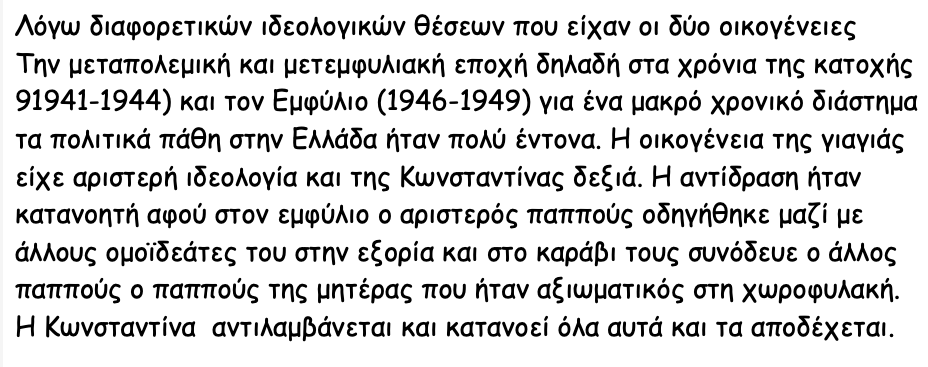 Λόγω διαφορετικών ιδεολογικών θέσεων που είχαν οι δύο οικογένειες
Την μεταπολεμική και μετεμφυλιακή εποχή δηλαδή στα χρόνια της κατοχής
91941-1944) και τον Εμφύλιο (1946-1949) για ένα μακρό χρονικό διάστημα
τα πολιτικά πάθη στην Ελλάδα ήταν πολύ έντονα. Η οικογένεια της γιαγιάς
είχε αριστερή ιδεολογία και της Κωνσταντίνας δεξιά. Η αντίδραση ήταν
κατανοητή αφού στον εμφύλιο ο αριστερός παππούς οδηγήθηκε μαζί με
άλλους ομοϊδεάτες του στην εξορία και στο καράβι τους συνόδευε ο άλλος
παππούς ο παππούς της μητέρας που ήταν αξιωματικός στη χωροφυλακή.
Η Κωνσταντίνα  αντιλαμβάνεται και κατανοεί όλα αυτά και τα αποδέχεται.